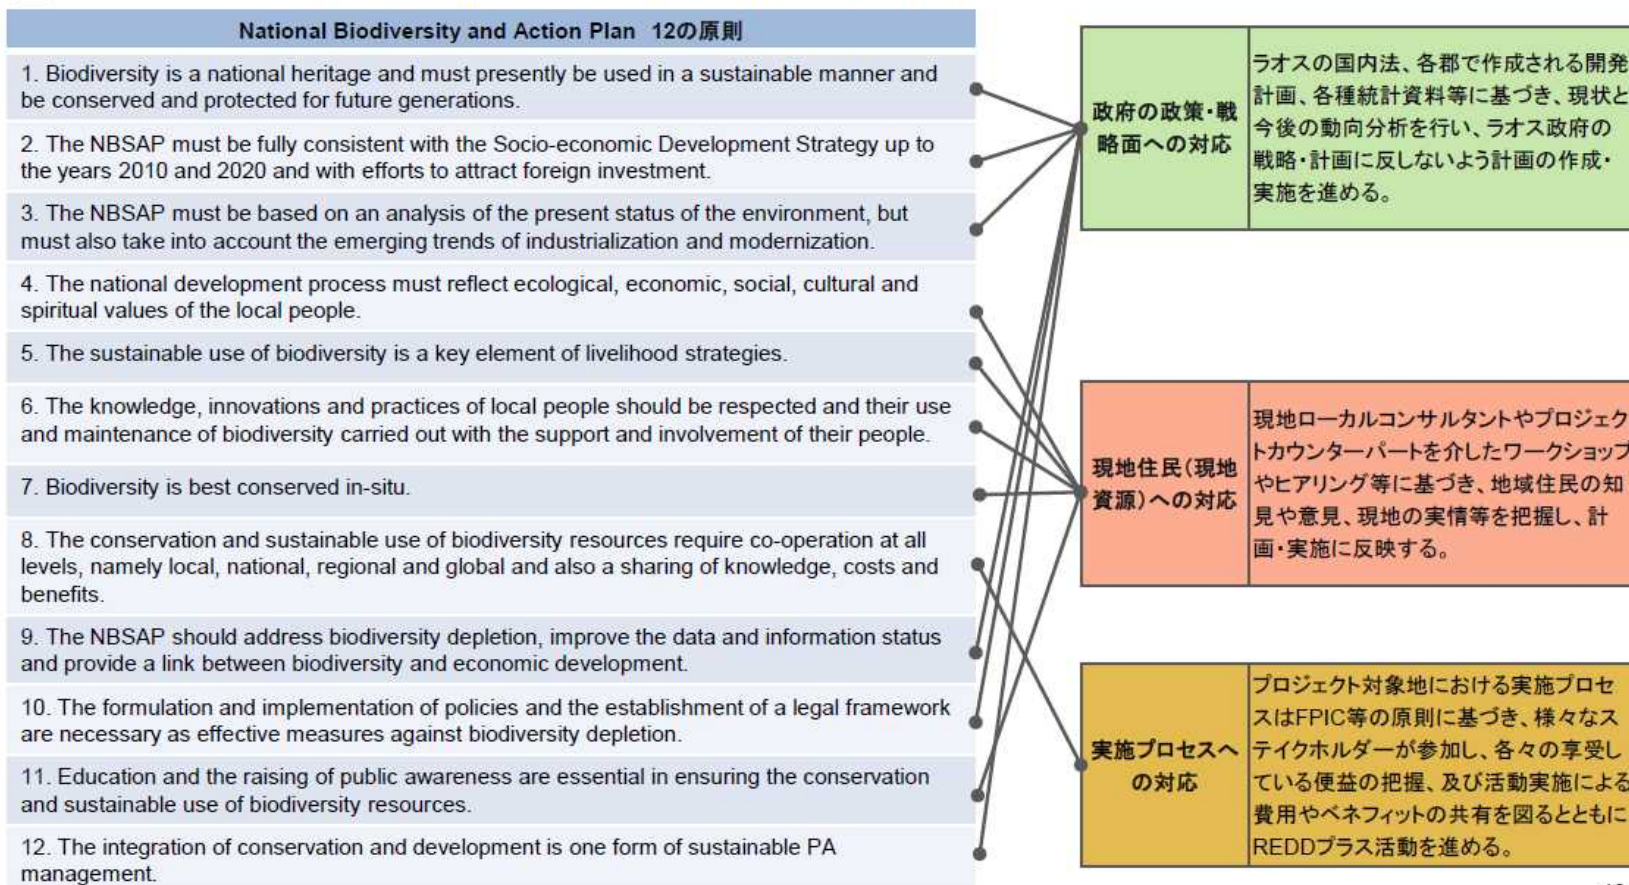 National Biodiversity and Action Plan 12の原則
1. Biodiversity is a national heritage and must presently be used in a sustainable manner and
be conserved and protected for future generations.
2. The NBSAP must be fully consistent with the Socio-economic Development Strategy up to
the years 2010 and 2020 and with efforts to attract foreign investment.
3. The NBSAP must be based on an analysis of the present status of the environment, but
must also take into account the emerging trends of industrialization and modernization.
4. The national development process must reflect ecological, economic, social, cultural and
spiritual values of the local people.
5. The sustainable use of biodiversity is a key element of livelihood strategies.
6. The knowledge, innovations and practices of local people should be respected and their use
and maintenance of biodiversity carried out with the support and involvement of their people.
7. Biodiversity is best conserved in-situ.
8. The conservation and sustainable use of biodiversity resources require co-operation at all
levels, namely local, national, regional and global and also a sharing of knowledge, costs and
benefits.
9. The NBSAP should address biodiversity depletion, improve the data and information status
and provide a link between biodiversity and economic development.
10. The formulation and implementation of policies and the establishment of a legal framework
are necessary as effective measures against biodiversity depletion.
11. Education and the raising of public awareness are essential in ensuring the conservation
and sustainable use of biodiversity resources.
12. The integration of conservation and development is one form of sustainable PA
management.
政府の政策・戦
略面への対応
ラオスの国内法、各郡で作成される開発
計画、各種統計資料等に基づき、現状と
今後の動向分析を行い、ラオス政府の
戦略・計画に反しないよう計画の作成・
実施を進める。
現地住民(現地
資源)への対応
現地ローカルコンサルタントやプロジェク
トカウンターパートを介したワークショップ
やヒアリング等に基づき、地域住民の知
見や意見、現地の実情等を把握し、計
画・実施に反映する。
実施プロセスへ
の対応
プロジェクト対象地における実施プロセ
スはFPIC等の原則に基づき、様々なス
テイクホルダーが参加し、各々の享受し
ている便益の把握、及び活動実施による
費用やベネフィットの共有を図るとともに
REDDプラス活動を進める。